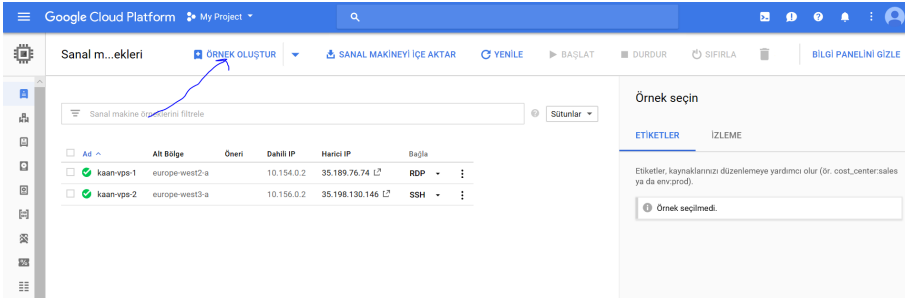 Google Cloud Platform My Project
Sanal m...ekleri ÖRNEK OLUŞTUR SANAL MAKİNEYİ İÇE AKTAR YENİLE BAŞLAT DURDUR SIFIRLA BİLGİ PANELİNİ GİZLE
Sanal makine örneklerini filtrele Sütunlar
Ad Alt Bölge Öneri Dahili IP Harici IP Bağla
kaan-vps-1 europe-west2-a 10.154.0.2 35.189.76.74 RDP
kaan-vps-2 europe-west3-a 10.156.0.2 35.198.130.146 SSH
Örnek seçin
ETİKETLER İZLEME
Etiketler, kaynaklarınızı düzenlemeye yardımcı olur (ör. cost_center:sales
ya da env:prod).
Örnek seçilmedi.